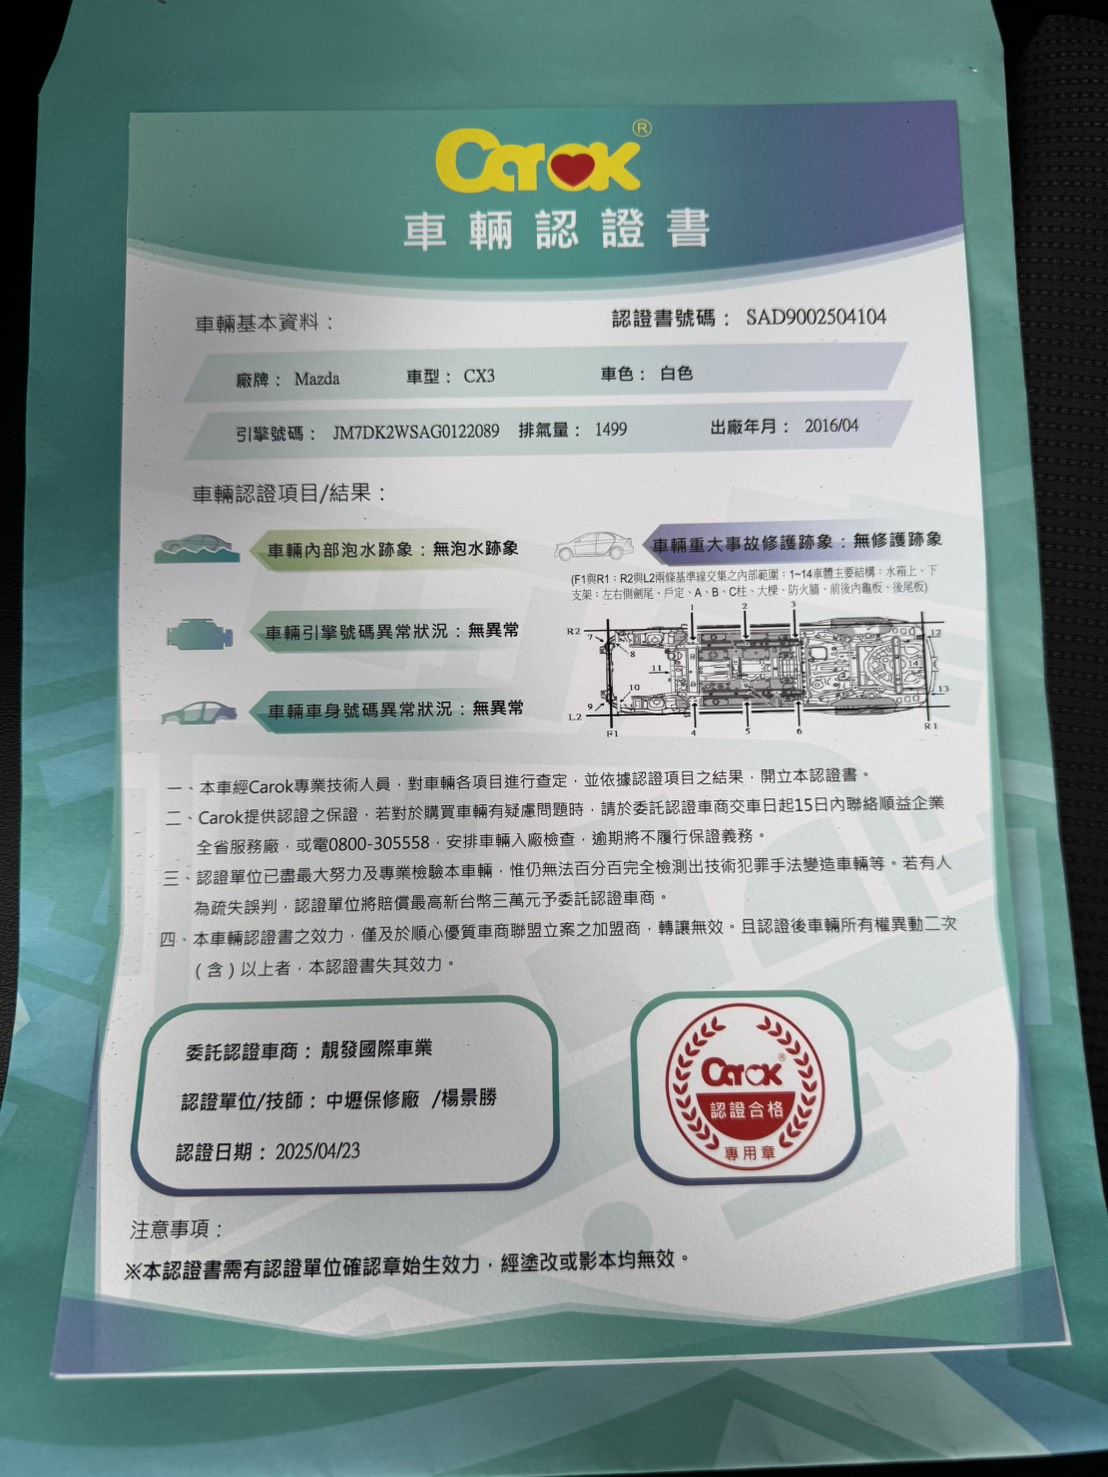 Carok®
車輛認證書
車輛基本資料：
認證書號碼： SAD9002504104
廠牌： Mazda 車型： CX3 車色： 白色
引擎號碼： JM7DK2WSAG0122089 排氣量： 1499 出廠年月： 2016/04
車輛認證項目/結果：
車輛內部泡水跡象：無泡水跡象
車輛重大事故修護跡象：無修護跡象
(F1與R1：R2與L2兩條基準線交集之內部範圍：1~14車體主要結構：水箱上、下
支架：左右側劍尾、戶定、A、B、C柱、大樑、防火牆、前後內龜板、後尾板)
車輛引擎號碼異常狀況：無異常
車輛車身號碼異常狀況：無異常
1 2 3
R2 7 12
8
11 14
10 13
9
L2
F1 4 5 6 R1
一、本車經Carok專業技術人員，對車輛各項目進行查定，並依據認證項目之結果，開立本認證書。
二、Carok提供認證之保證，若對於購買車輛有疑慮問題時，請於委託認證車商交車日起15日內聯絡順益企業
全省服務廠，或電0800-305558，安排車輛入廠檢查，逾期將不履行保證義務。
三、認證單位已盡最大努力及專業檢驗本車輛，惟仍無法百分百完全檢測出技術犯罪手法變造車輛等。若有人
為疏失誤判，認證單位將賠償最高新台幣三萬元予委託認證車商。
四、本車輛認證書之效力，僅及於順心優質車商聯盟立案之加盟商，轉讓無效。且認證後車輛所有權異動二次
（含）以上者，本認證書失其效力。
委託認證車商：靚發國際車業
認證單位/技師：中壢保修廠 /楊景勝
認證日期：2025/04/23
Carok®
認證合格
專用章
注意事項：
※本認證書需有認證單位確認章始生效力，經塗改或影本均無效。